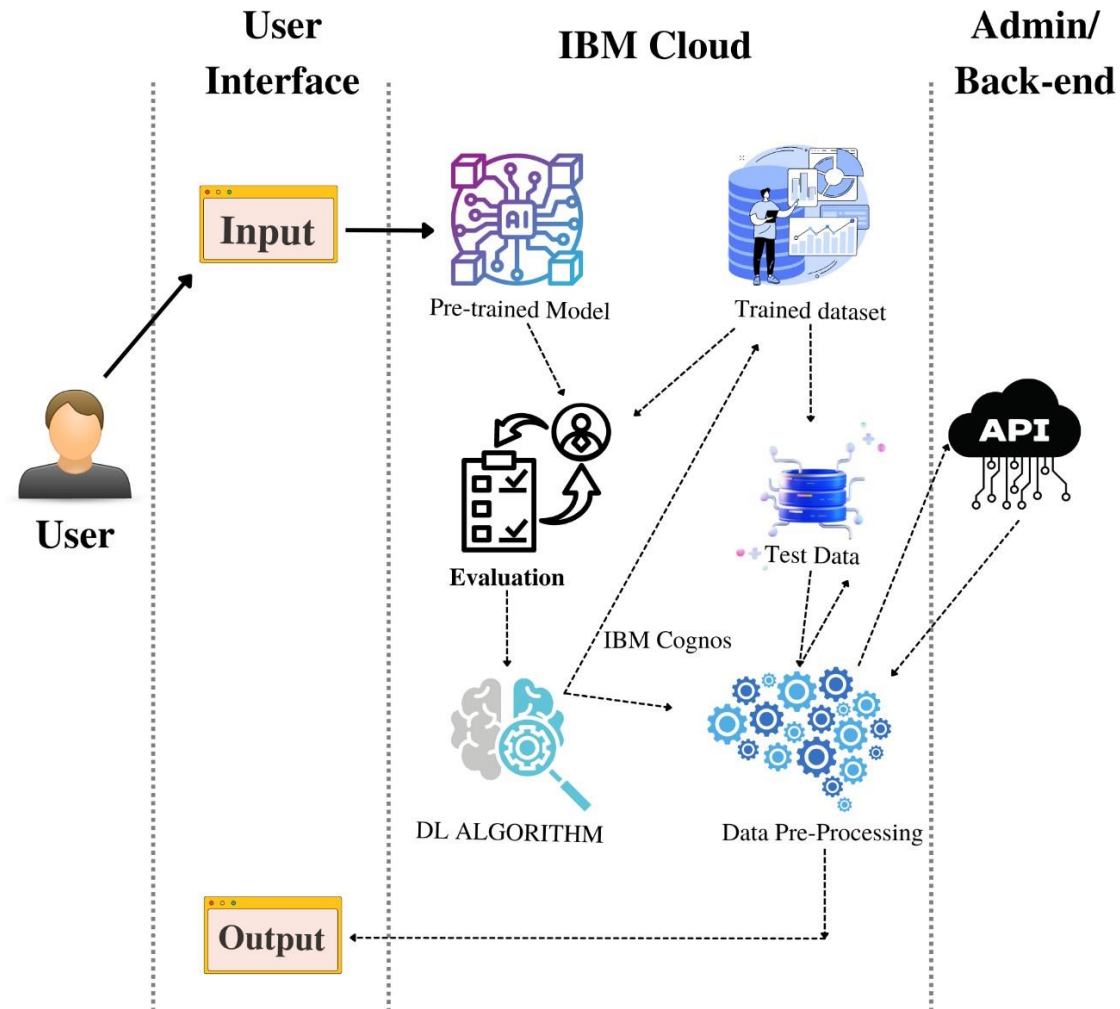 User
Interface
IBM Cloud
Admin/
Back-end
Input
AI
Pre-trained Model
Trained dataset
User
API
Evaluation
Test Data
IBM Cognos
DL ALGORITHM
Data Pre-Processing
Output